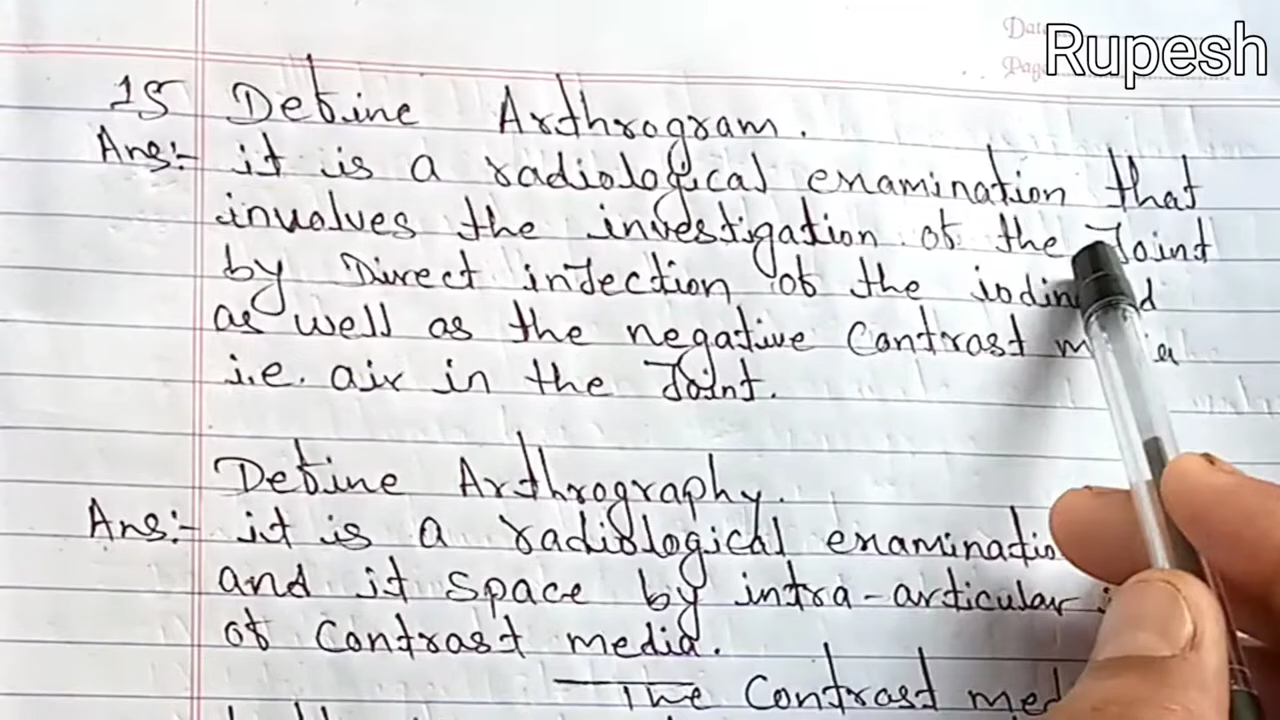 Date
Page
Rupesh
15 Define Arthrogram.
Ans:- it is a radiological examination that
involves the investigation of the Joint
by Direct injection of the iodin
as well as the negative Contrast
i.e. air in the Joint.
Define Arthrography.
Ans:- it is a radiological
and it space by intra-articular
of Contrast media.
The Contrast